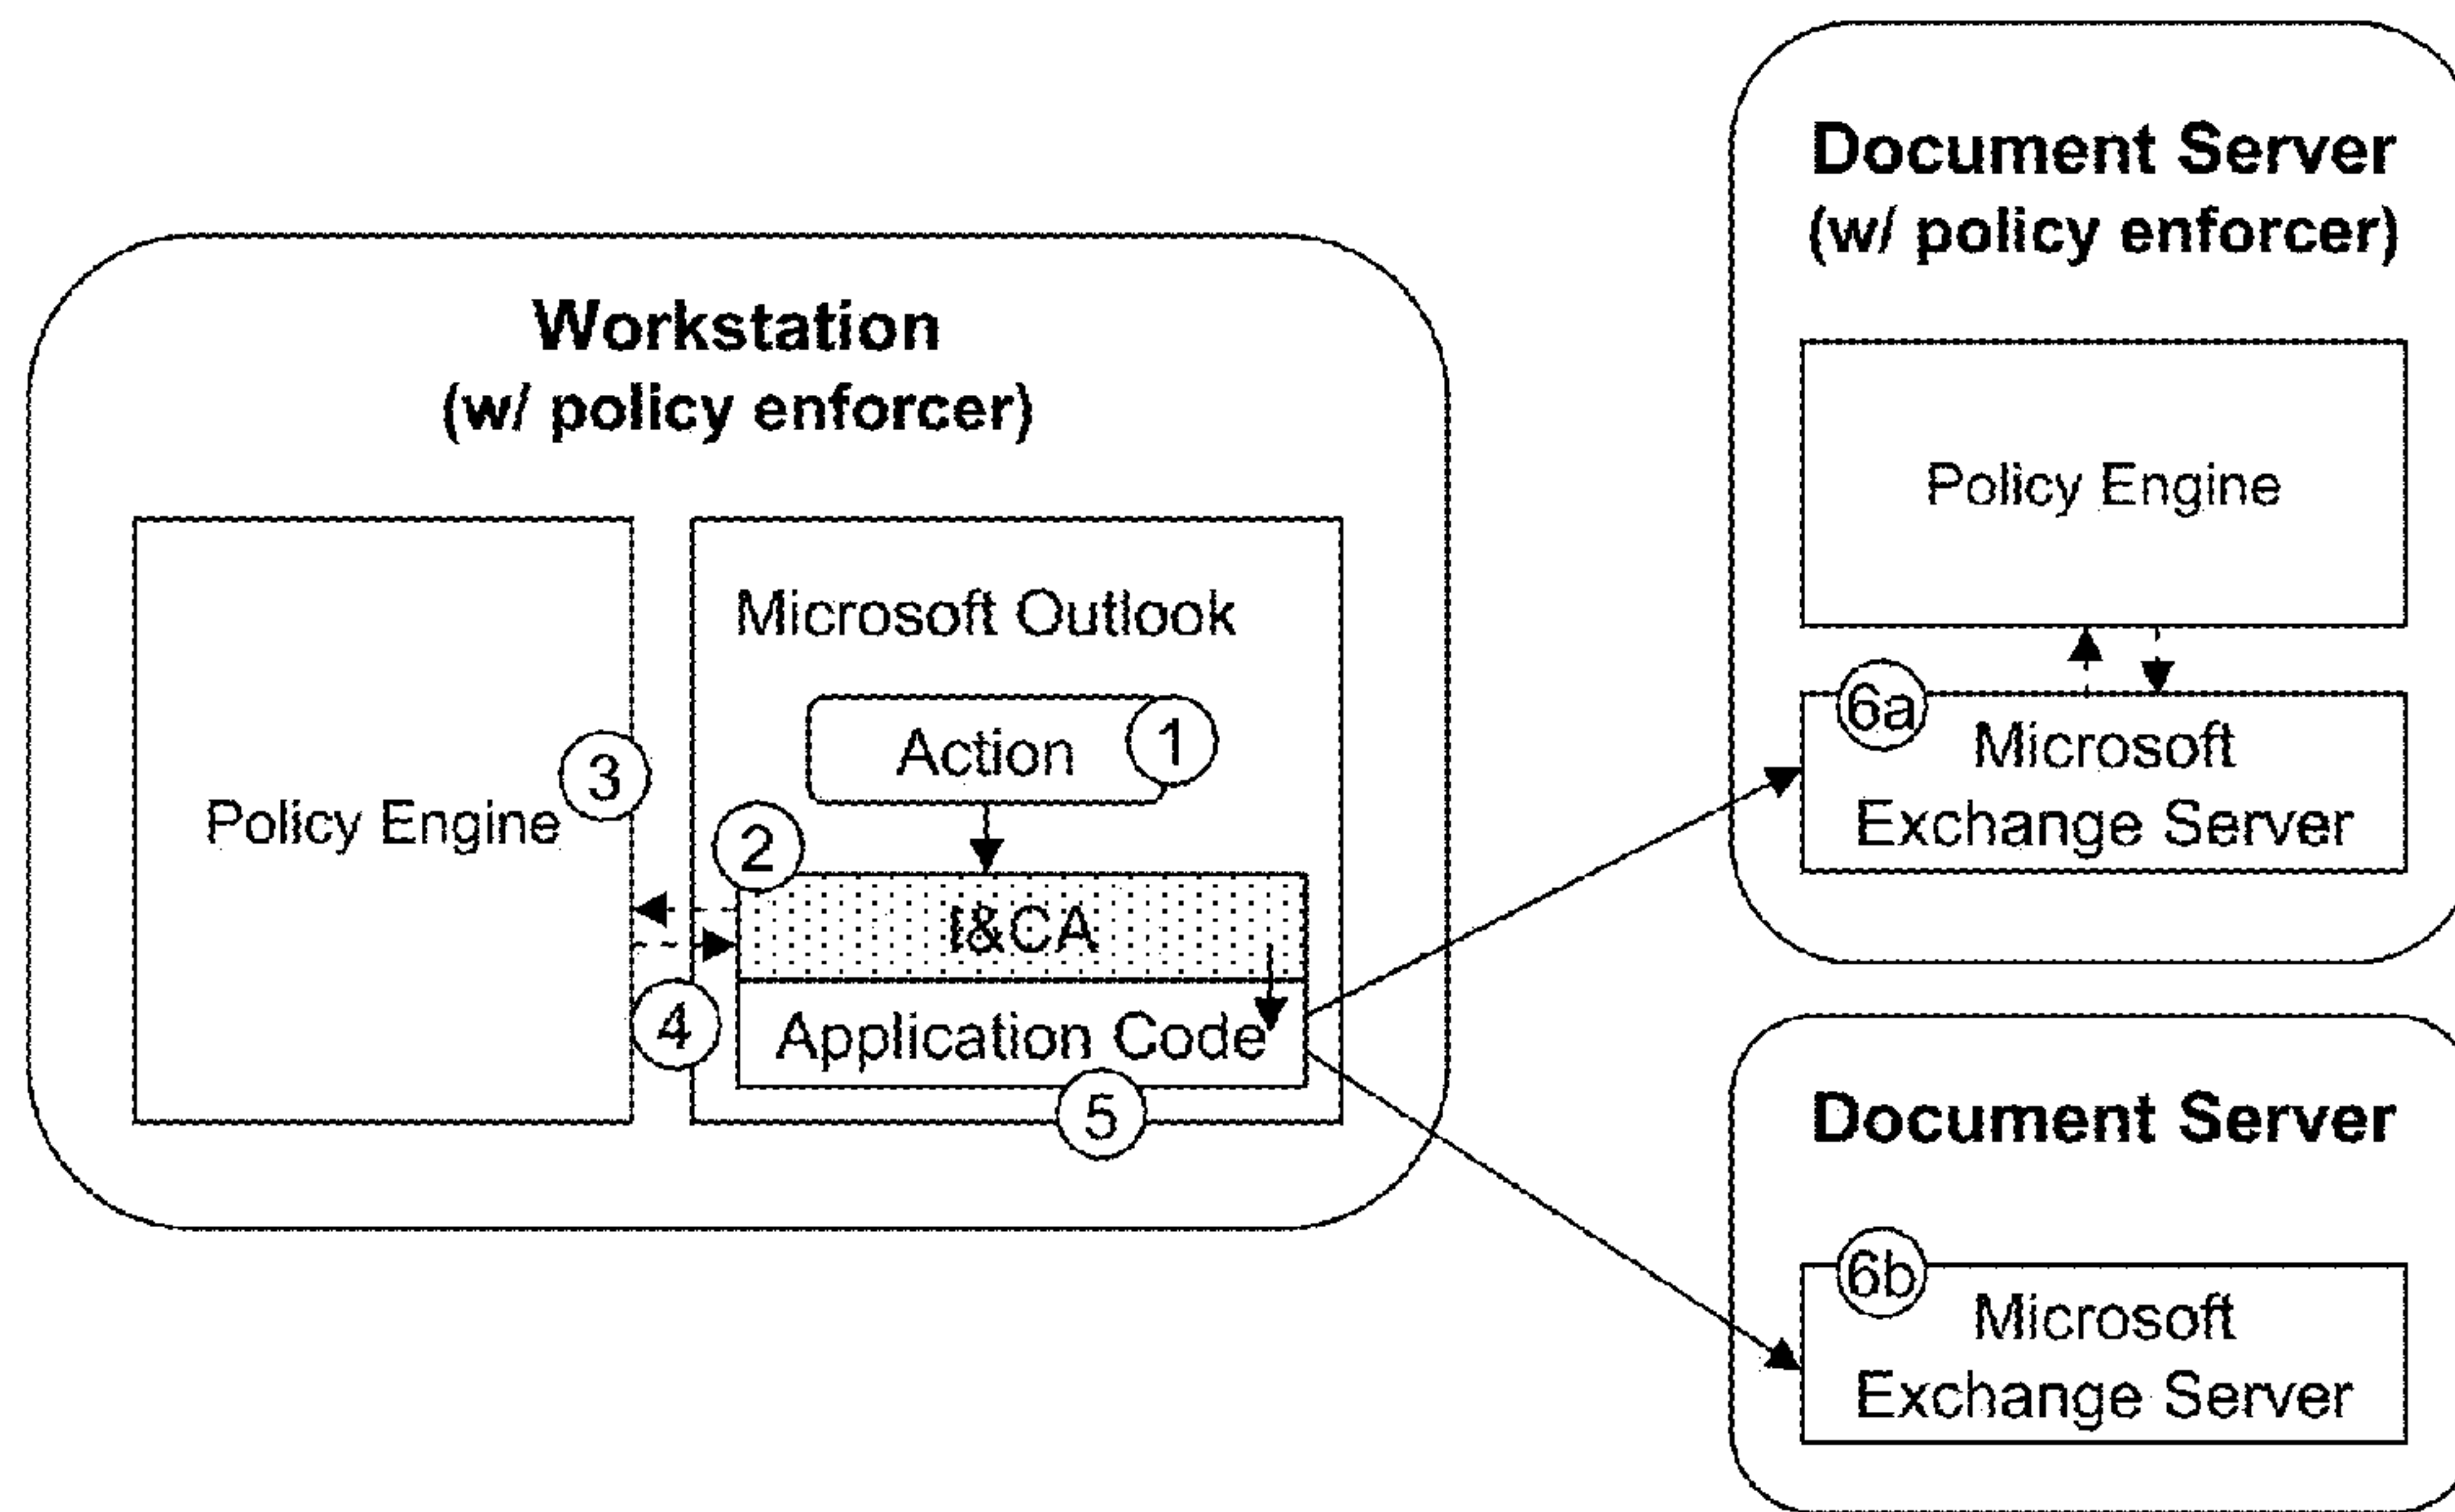 Workstation
(w/ policy enforcer)
Policy Engine
3
Microsoft Outlook
Action
1
2
I&CA
4
Application Code
5
Document Server
(w/ policy enforcer)
Policy Engine
6a
Microsoft
Exchange Server
Document Server
6b
Microsoft
Exchange Server